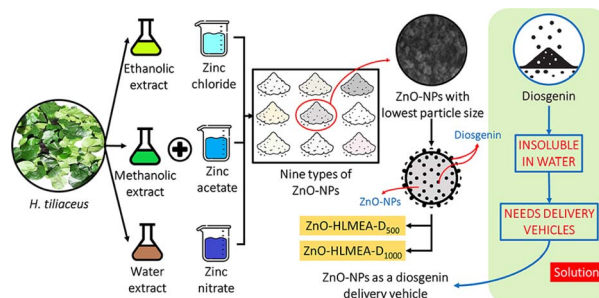 H. tiliaceus
Ethanolic
extract
Methanolic
extract
Water
extract
Zinc
chloride
Zinc
acetate
Zinc
nitrate
Nine types of
ZnO-NPs
ZnO-NPs with
lowest particle size
Diosgenin
ZnO-NPs
ZnO-HLMEA-D500
ZnO-HLMEA-D1000
ZnO-NPs as a diosgenin
delivery vehicle
Diosgenin
INSOLUBLE
IN WATER
NEEDS DELIVERY
VEHICLES
Solution